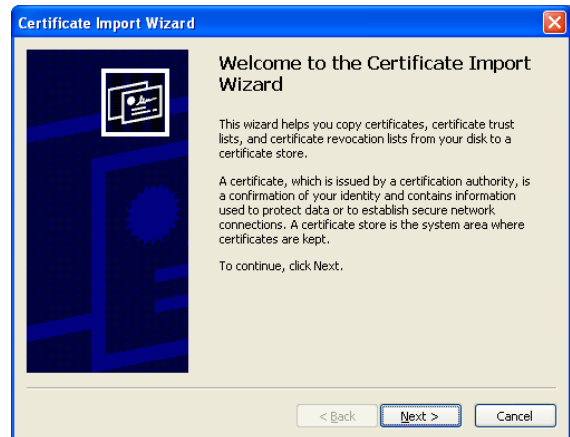 Certificate Import Wizard
Welcome to the Certificate Import
Wizard
This wizard helps you copy certificates, certificate trust
lists, and certificate revocation lists from your disk to a
certificate store.
A certificate, which is issued by a certification authority, is
a confirmation of your identity and contains information
used to protect data or to establish secure network
connections. A certificate store is the system area where
certificates are kept.
To continue, click Next.
< Back
Next >
Cancel